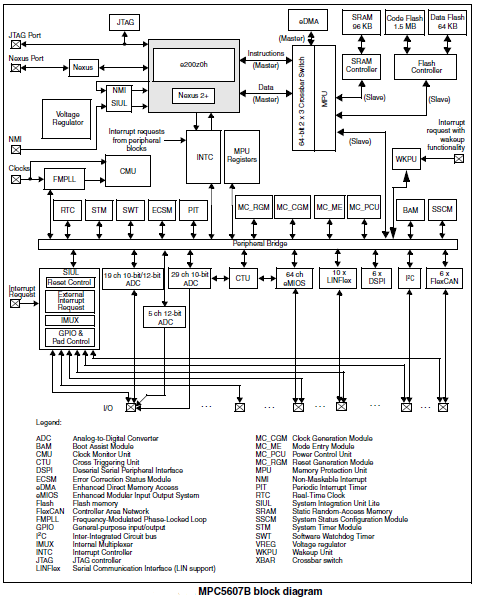 JTAG
eDMA
(Master)
SRAM
96 KB
Code Flash
1.5 MB
Data Flash
64 KB
JTAG Port
Nexus Port
Nexus
e200z0h
Nexus 2+
Instructions
(Master)
Data
(Master)
64-bit 2 x 3 Crossbar Switch
MPU
SRAM
Controller
Flash
Controller
(Slave)
(Slave)
(Slave)
NMI
SIUL
Voltage
Regulator
NMI
Interrupt requests
from peripheral
blocks
INTC
MPU
Registers
Interrupt
request with
wakeup
functionality
WKPU
Clocks
FMPLL
CMU
RTC
STM
SWT
ECSM
PIT
MC_RGM
MC_CGM
MC_ME
MC_PCU
BAM
SSCM
Peripheral Bridge
SIUL
Reset Control
Interrupt
Request
External
Interrupt
Request
IMUX
GPIO &
Pad Control
19 ch 10-bit/12-bit
ADC
29 ch 10-bit
ADC
5 ch 12-bit
ADC
CTU
64 ch
eMIOS
10 x
LINFlex
6 x
DSPI
I²C
6 x
FlexCAN
I/O
... ... ... ... ...
Legend:
ADC Analog-to-Digital Converter
BAM Boot Assist Module
CMU Clock Monitor Unit
CTU Cross Triggering Unit
DSPI Deserial Serial Peripheral Interface
ECSM Error Correction Status Module
eDMA Enhanced Direct Memory Access
eMIOS Enhanced Modular Input Output System
Flash Flash memory
FlexCAN Controller Area Network
FMPLL Frequency-Modulated Phase-Locked Loop
GPIO General-purpose input/output
I²C Inter-Integrated Circuit bus
IMUX Internal Multiplexer
INTC Interrupt Controller
JTAG JTAG controller
LINFlex Serial Communication Interface (LIN support)
MC_CGM Clock Generation Module
MC_ME Mode Entry Module
MC_PCU Power Control Unit
MC_RGM Reset Generation Module
MPU Memory Protection Unit
NMI Non-Maskable Interrupt
PIT Periodic Interrupt Timer
RTC Real-Time Clock
SIUL System Integration Unit Lite
SRAM Static Random-Access Memory
SSCM System Status Configuration Module
STM System Timer Module
SWT Software Watchdog Timer
VREG Voltage regulator
WKPU Wakeup Unit
XBAR Crossbar switch
MPC5607B block diagram